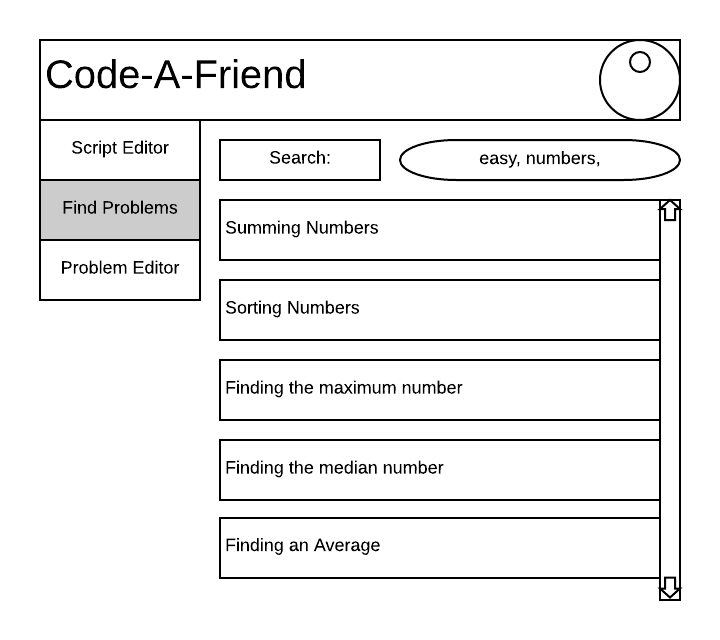 Code-A-Friend
Script Editor
Find Problems
Problem Editor
Search:
easy, numbers,
Summing Numbers
Sorting Numbers
Finding the maximum number
Finding the median number
Finding an Average